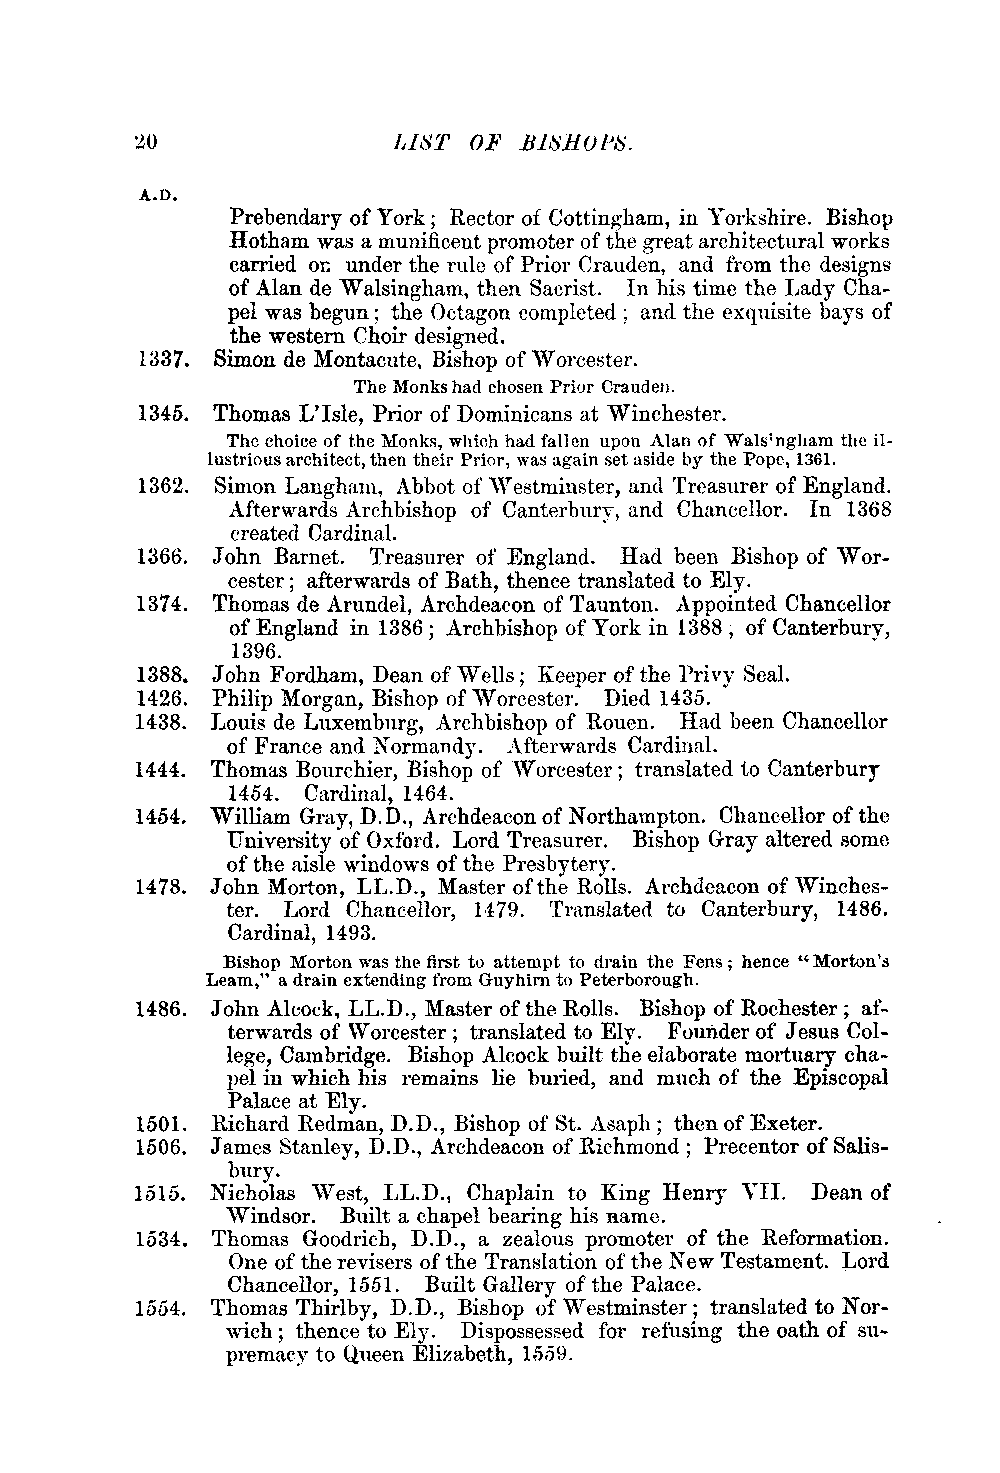 20 LIST OF BISHOPS.
A.D.
Prebendary of York; Rector of Cottingham, in Yorkshire. Bishop
Hotham was a munificent promoter of the great architectural works
carried on under the rule of Prior Crauden, and from the designs
of Alan de Walsingham, then Sacrist. In his time the Lady Cha-
pel was begun; the Octagon completed; and the exquisite bays of
the western Choir designed.
1337. Simon de Montacute, Bishop of Worcester.
The Monks had chosen Prior Crauden.
1345. Thomas L'Isle, Prior of Dominicans at Winchester.
The choice of the Monks, which had fallen upon Alan of Walsingham the il-
lustrious architect, then their Prior, was again set aside by the Pope, 1361.
1362. Simon Langham, Abbot of Westminster, and Treasurer of England.
Afterwards Archbishop of Canterbury, and Chancellor. In 1368
created Cardinal.
1366. John Barnet. Treasurer of England. Had been Bishop of Wor-
cester; afterwards of Bath, thence translated to Ely.
1374. Thomas de Arundel, Archdeacon of Taunton. Appointed Chancellor
of England in 1386; Archbishop of York in 1388, of Canterbury,
1396.
1388. John Fordham, Dean of Wells; Keeper of the Privy Seal.
1426. Philip Morgan, Bishop of Worcester. Died 1435.
1438. Louis de Luxemburg, Archbishop of Rouen. Had been Chancellor
of France and Normandy. Afterwards Cardinal.
1444. Thomas Bourchier, Bishop of Worcester; translated to Canterbury
1454. Cardinal, 1464.
1454. William Gray, D.D., Archdeacon of Northampton. Chancellor of the
University of Oxford. Lord Treasurer. Bishop Gray altered some
of the aisle windows of the Presbytery.
1478. John Morton, LL.D., Master of the Rolls. Archdeacon of Winches-
ter. Lord Chancellor, 1479. Translated to Canterbury, 1486.
Cardinal, 1493.
Bishop Morton was the first to attempt to drain the Fens; hence "Morton's
Leam," a drain extending from Guyhirn to Peterborough.
1486. John Alcock, LL.D., Master of the Rolls. Bishop of Rochester; af-
terwards of Worcester; translated to Ely. Founder of Jesus Col-
lege, Cambridge. Bishop Alcock built the elaborate mortuary cha-
pel in which his remains lie buried, and much of the Episcopal
Palace at Ely.
1501. Richard Redman, D.D., Bishop of St. Asaph; then of Exeter.
1506. James Stanley, D.D., Archdeacon of Richmond; Precentor of Salis-
bury.
1515. Nicholas West, LL.D., Chaplain to King Henry VII. Dean of
Windsor. Built a chapel bearing his name.
1534. Thomas Goodrich, D.D., a zealous promoter of the Reformation.
One of the revisers of the Translation of the New Testament. Lord
Chancellor, 1551. Built Gallery of the Palace.
1554. Thomas Thirlby, D.D., Bishop of Westminster; translated to Nor-
wich; thence to Ely. Dispossessed for refusing the oath of su-
premacy to Queen Elizabeth, 1559.